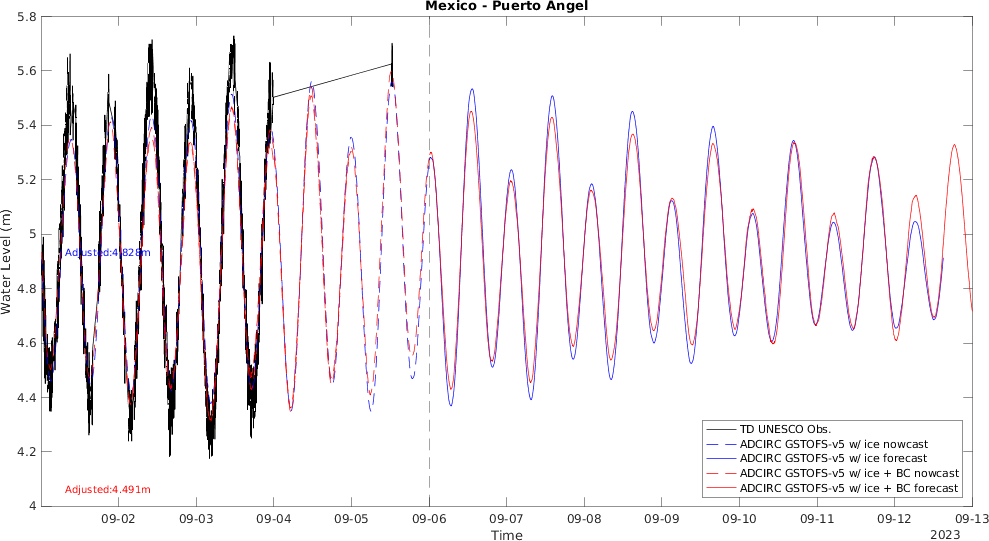 Mexico - Puerto Angel
5.8
5.6
5.4
5.2
5
4.8
4.6
4.4
4.2
4
Water Level (m)
Adjusted:4.828m
Adjusted:4.491m
TD UNESCO Obs.
ADCIRC GSTOFS-v5 w/ ice nowcast
ADCIRC GSTOFS-v5 w/ ice forecast
ADCIRC GSTOFS-v5 w/ ice + BC nowcast
ADCIRC GSTOFS-v5 w/ ice + BC forecast
09-02 09-03 09-04 09-05 09-06 09-07 09-08 09-09 09-10 09-11 09-12 09-13
Time
2023